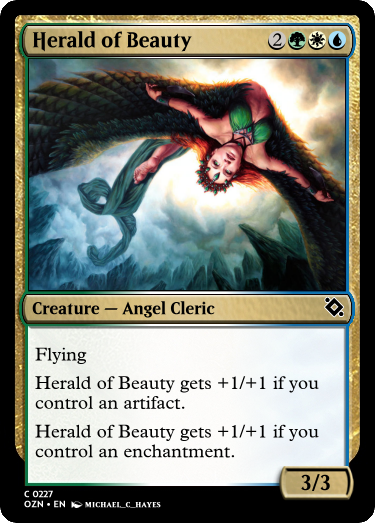 Herald of Beauty 2
Creature — Angel Cleric
Flying
Herald of Beauty gets +1/+1 if you
control an artifact.
Herald of Beauty gets +1/+1 if you
control an enchantment.
3/3
C 0227
OZN • EN MICHAEL_C_HAYES